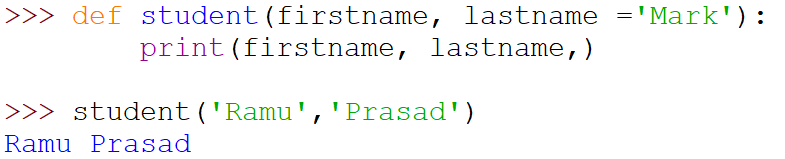 >>> def student(firstname, lastname ='Mark'):
        print(firstname, lastname,)
>>> student('Ramu','Prasad')
Ramu Prasad